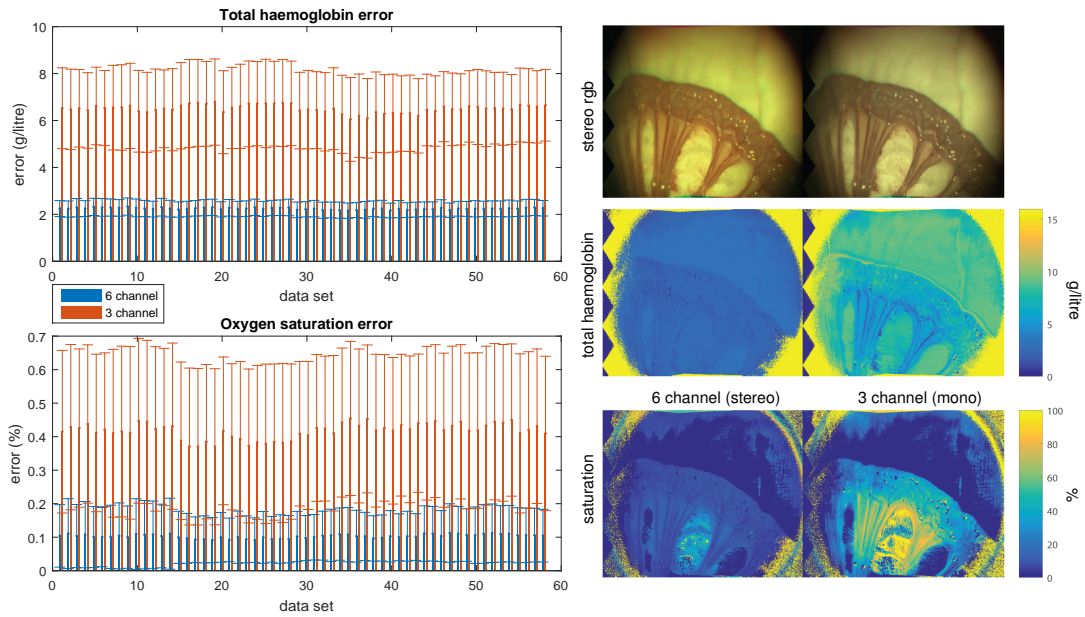 Total haemoglobin error
10
8
6
4
2
0
error (g/litre)
0 10 20 30 40 50 60
data set
6 channel
3 channel
Oxygen saturation error
0.7
0.6
0.5
0.4
0.3
0.2
0.1
0
error (%)
0 10 20 30 40 50 60
data set
stereo rgb
total haemoglobin
15
10
5
0
g/litre
6 channel (stereo) 3 channel (mono)
saturation
100
80
60
40
20
0
%